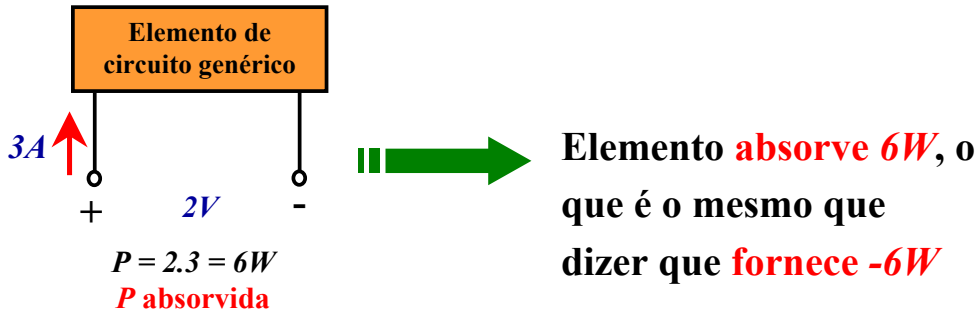 Elemento de
circuito genérico
3A
+ 2V -
P = 2.3 = 6W
P absorvida
Elemento absorve 6W, o
que é o mesmo que
dizer que fornece -6W